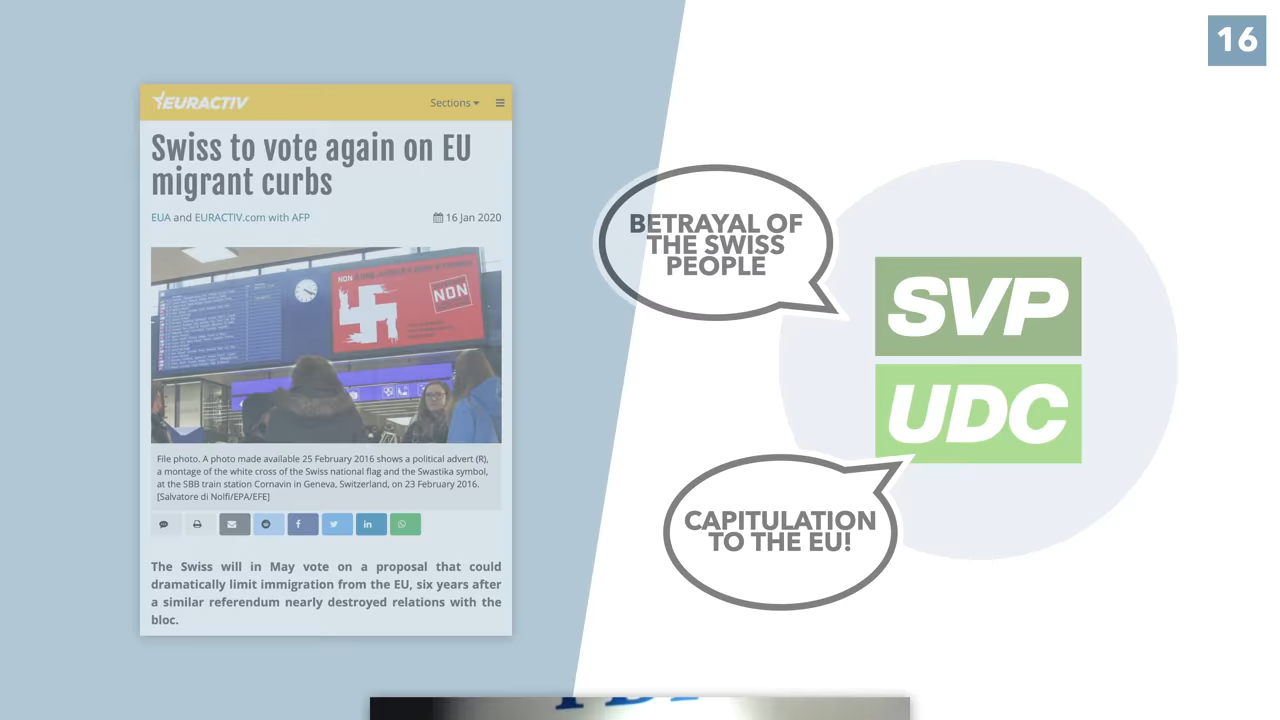 16
EURACTIV
Sections
Swiss to vote again on EU
migrant curbs
EUA and EURACTIV.com with AFP
16 Jan 2020
NON
NON
File photo. A photo made available 25 February 2016 shows a political advert (R),
a montage of the white cross of the Swiss national flag and the Swastika symbol,
at the SBB train station Cornavin in Geneva, Switzerland, on 23 February 2016.
[Salvatore di Nolfi/EPA/EFE]
The Swiss will in May vote on a proposal that could
dramatically limit immigration from the EU, six years after
a similar referendum nearly destroyed relations with the
bloc.
BETRAYAL OF
THE SWISS
PEOPLE
SVP
UDC
CAPITULATION
TO THE EU!